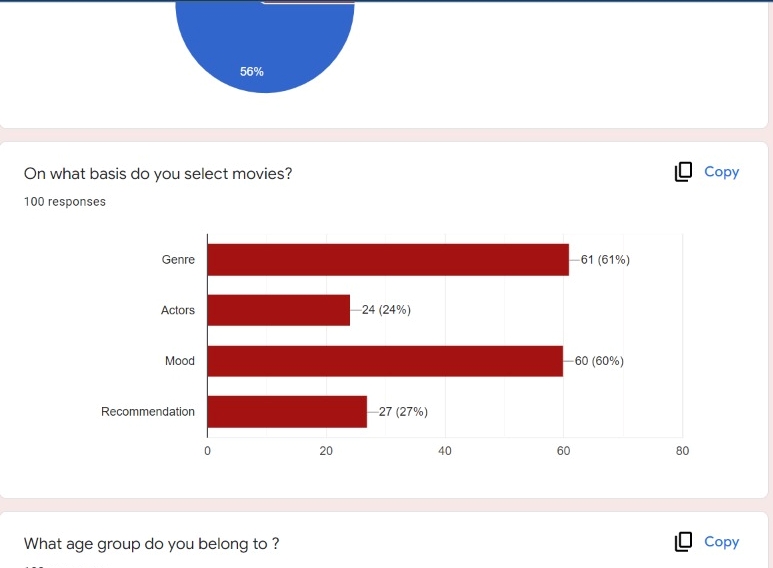 56%
On what basis do you select movies?
Copy
100 responses
Genre
61 (61%)
Actors
24 (24%)
Mood
60 (60%)
Recommendation
27 (27%)
0 20 40 60 80
What age group do you belong to ?
Copy